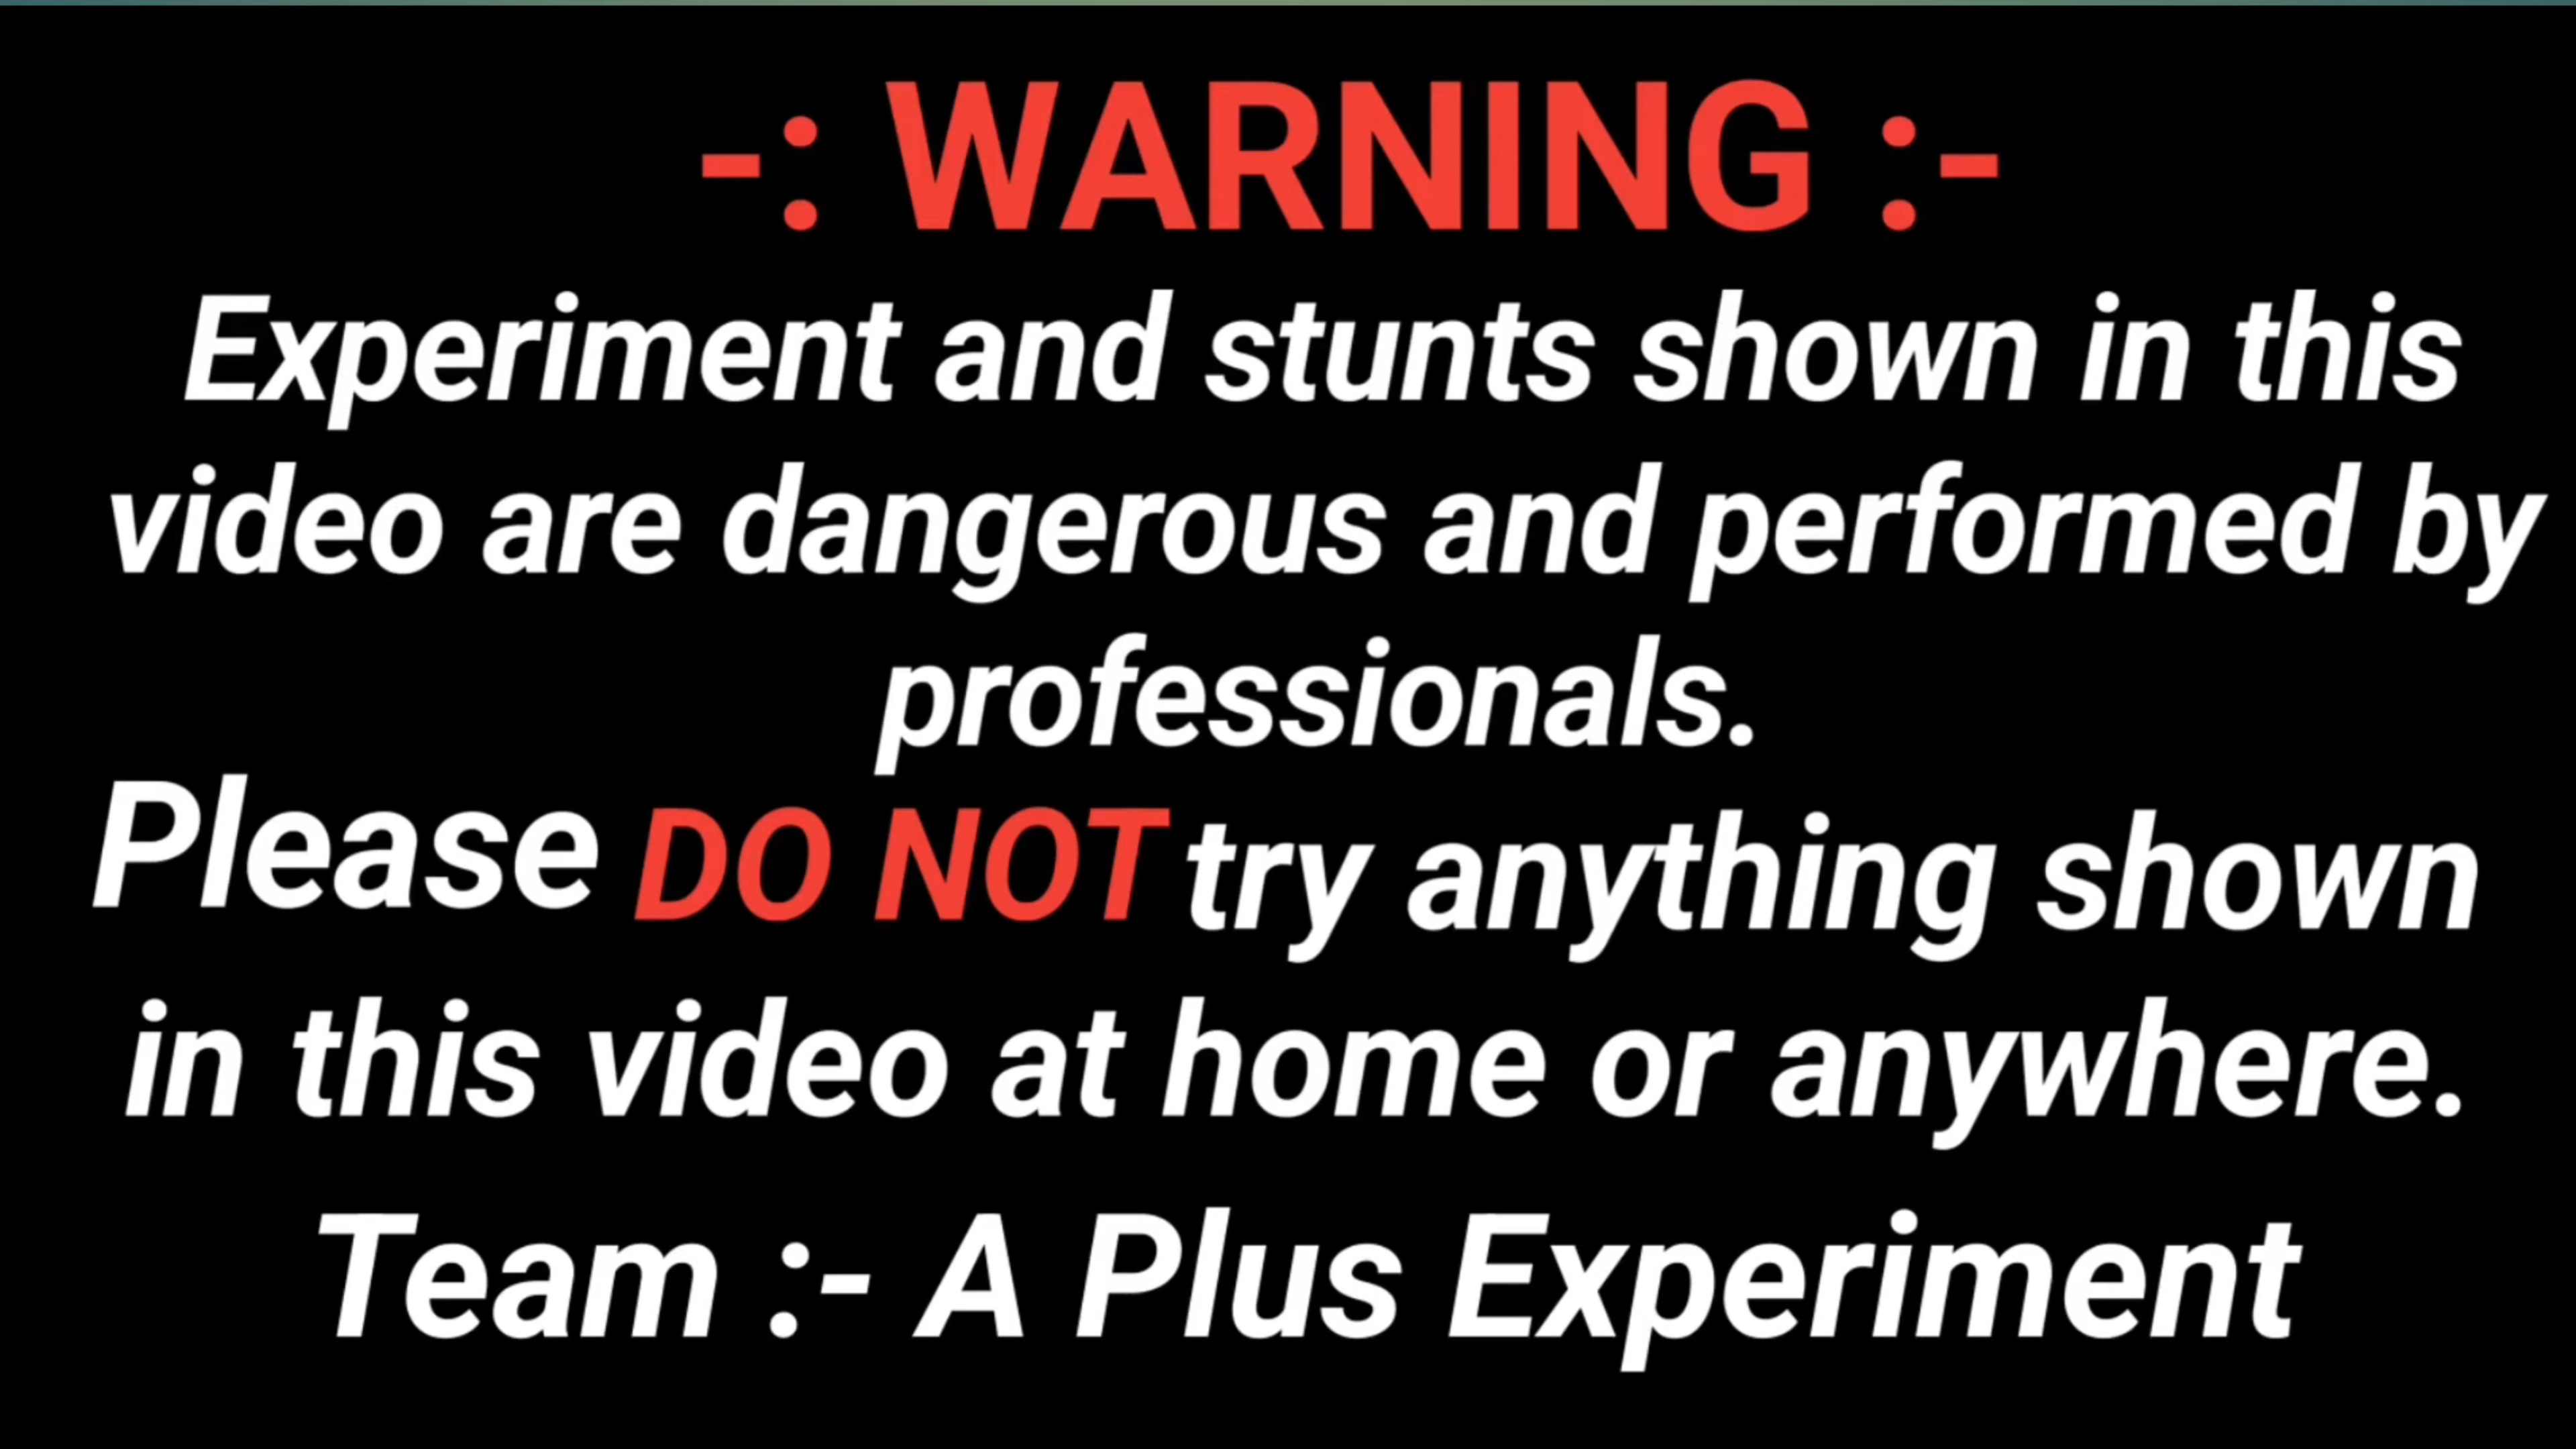 -: WARNING :-
Experiment and stunts shown in this
video are dangerous and performed by
professionals.
Please DO NOT try anything shown
in this video at home or anywhere.
Team :- A Plus Experiment